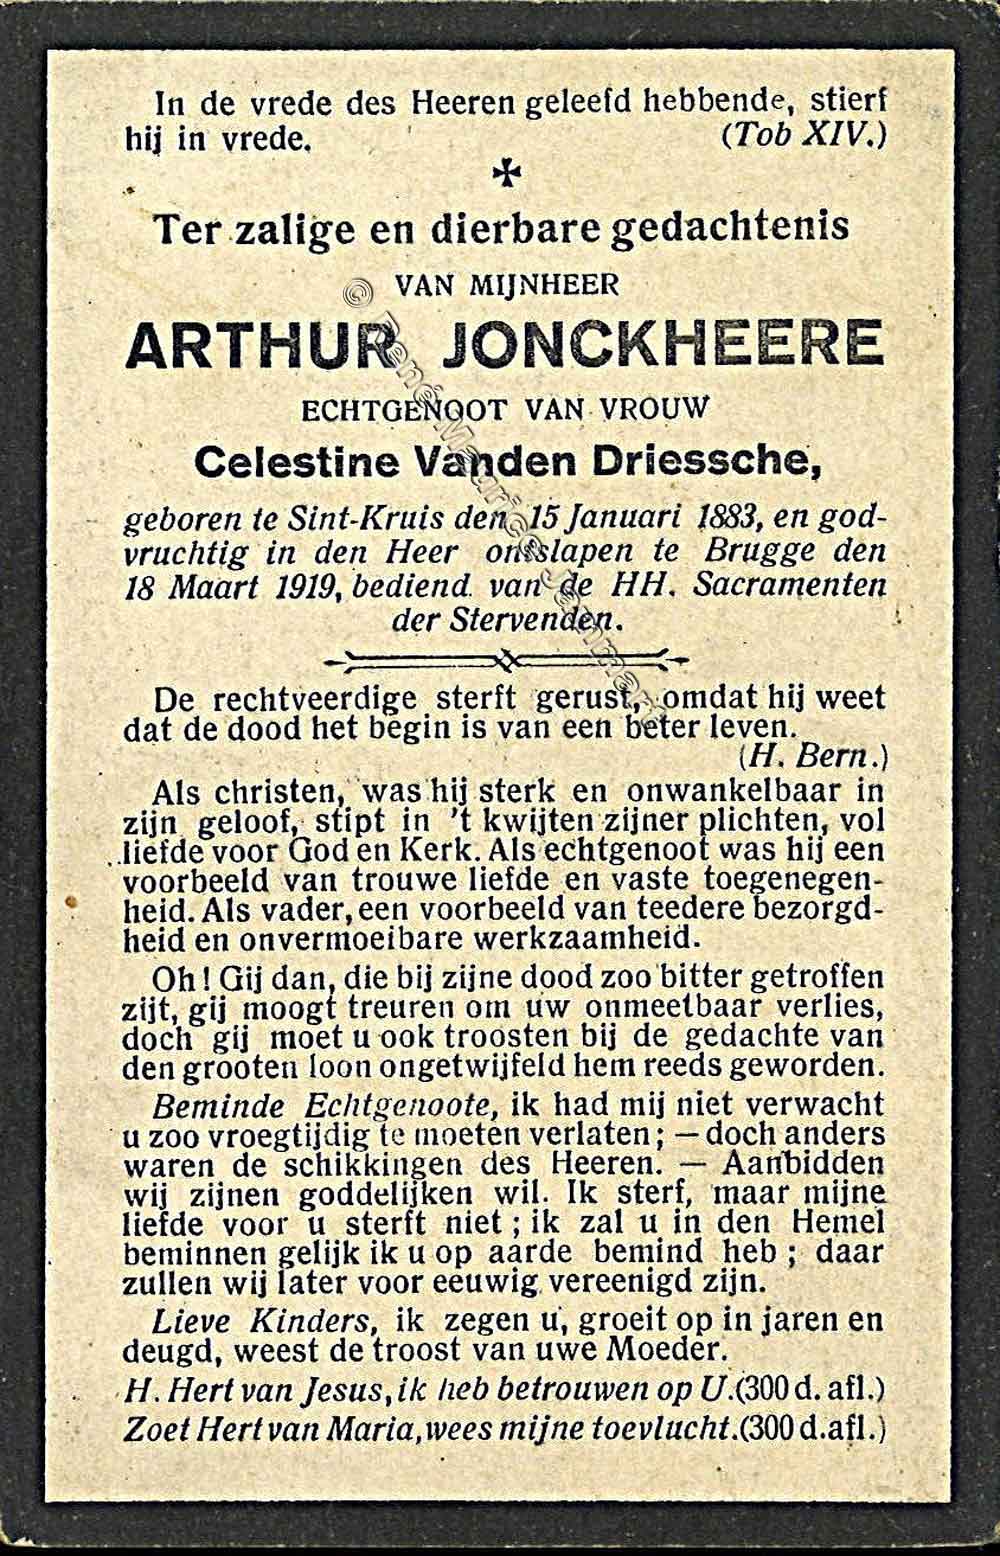 In de vrede des Heeren geleefd hebbende, stierf
hij in vrede. (Tob XIV.)
Ter zalige en dierbare gedachtenis
VAN MIJNHEER
ARTHUR JONCKHEERE
ECHTGENOOT VAN VROUW
Celestine Vanden Driessche,
geboren te Sint-Kruis den 15 Januari 1883, en god-
vruchtig in den Heer ontslapen te Brugge den
18 Maart 1919, bediend van de HH. Sacramenten
der Stervenden.
De rechtveerdige sterft gerust, omdat hij weet
dat de dood het begin is van een beter leven.
(H. Bern.)
Als christen, was hij sterk en onwankelbaar in
zijn geloof, stipt in 't kwijten zijner plichten, vol
liefde voor God en Kerk. Als echtgenoot was hij een
voorbeeld van trouwe liefde en vaste toegenegen-
heid. Als vader, een voorbeeld van teedere bezorgd-
heid en onvermoeibare werkzaamheid.
Oh! Gij dan, die bij zijne dood zoo bitter getroffen
zijt, gij moogt treuren om uw onmeetbaar verlies,
doch gij moet u ook troosten bij de gedachte van
den grooten loon ongetwijfeld hem reeds geworden.
Beminde Echtgenoote, ik had mij niet verwacht
u zoo vroegtijdig te moeten verlaten; — doch anders
waren de schikkingen des Heeren. — Aanbidden
wij zijnen goddelijken wil. Ik sterf, maar mijne
liefde voor u sterft niet; ik zal u in den Hemel
beminnen gelijk ik u op aarde bemind heb; daar
zullen wij later voor eeuwig vereenigd zijn.
Lieve Kinders, ik zegen u, groeit op in jaren en
deugd, weest de troost van uwe Moeder.
H. Hert van Jesus, ik heb betrouwen op U. (300 d. afl.)
Zoet Hert van Maria, wees mijne toevlucht. (300 d. afl.)
© René Maurice